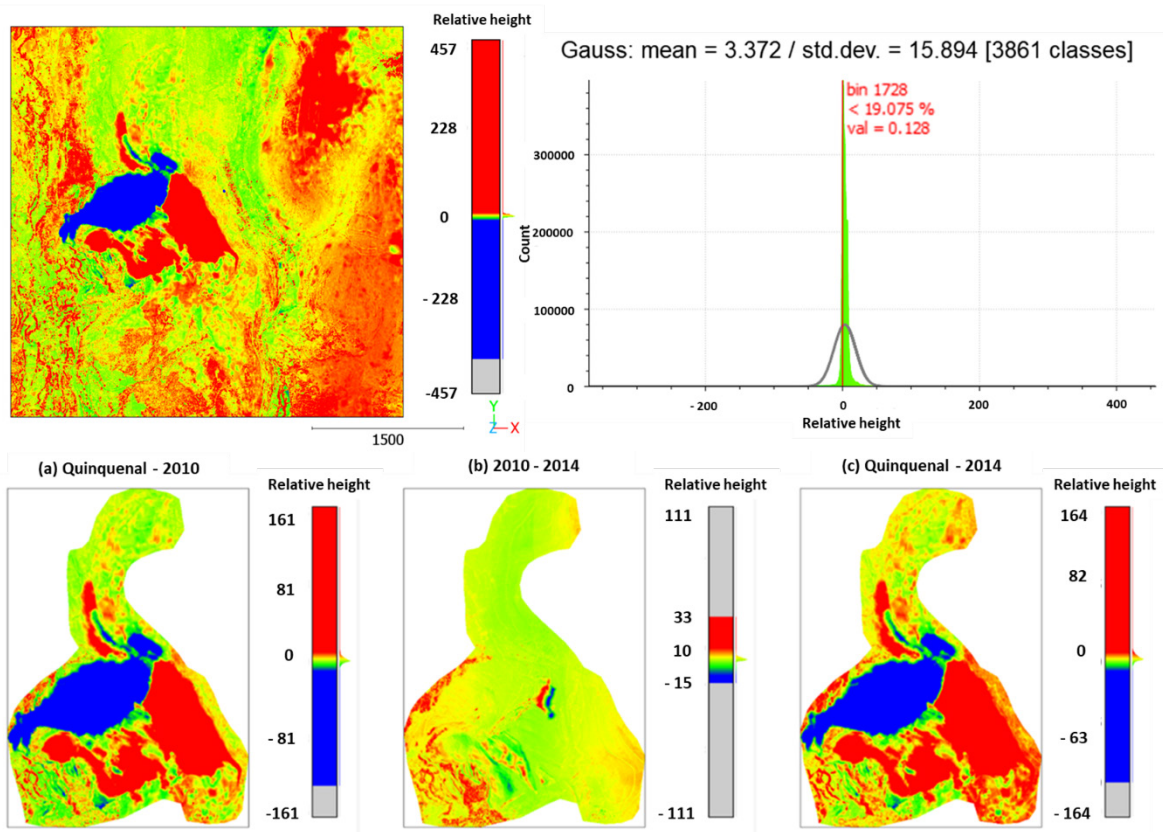 Relative height
457
228
0
- 228
-457
Y
Z
X
1500
Gauss: mean = 3.372 / std.dev. = 15.894 [3861 classes]
bin 1728
< 19.075 %
val = 0.128
300000
200000
100000
0
Count
-200
0
200
400
Relative height
(a) Quinquenal - 2010
Relative height
161
81
0
- 81
-161
(b) 2010 - 2014
Relative height
111
33
10
- 15
-111
(c) Quinquenal - 2014
Relative height
164
82
0
- 63
- 164